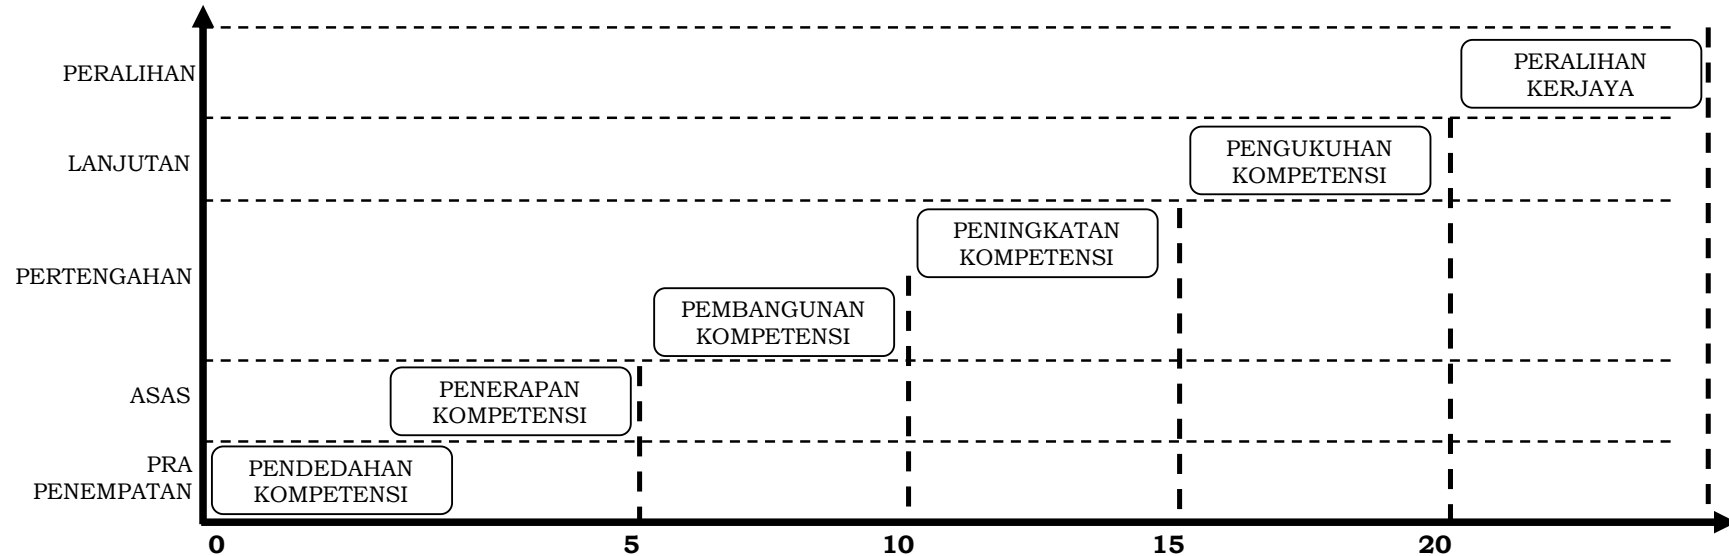 PERALIHAN
PERALIHAN
KERJAYA
LANJUTAN
PENGUKUHAN
KOMPETENSI
PERTENGAHAN
PENINGKATAN
KOMPETENSI
PEMBANGUNAN
KOMPETENSI
ASAS
PENERAPAN
KOMPETENSI
PRA
PENEMPATAN
PENDEDAHAN
KOMPETENSI
0 5 10 15 20